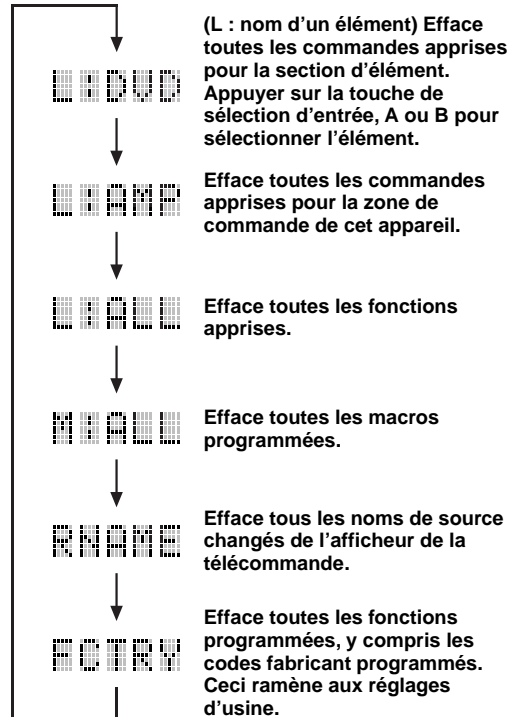 (L : nom d’un élément) Efface
toutes les commandes apprises
pour la section d’élément.
Appuyer sur la touche de
sélection d’entrée, A ou B pour
sélectionner l’élément.
L:DVD
Efface toutes les commandes
apprises pour la zone de
commande de cet appareil.
L:AMP
Efface toutes les fonctions
apprises.
L:ALL
Efface toutes les macros
programmées.
M:ALL
Efface tous les noms de source
changés de l’afficheur de la
télécommande.
RNAME
Efface toutes les fonctions
programmées, y compris les
codes fabricant programmés.
Ceci ramène aux réglages
d’usine.
FCTRY